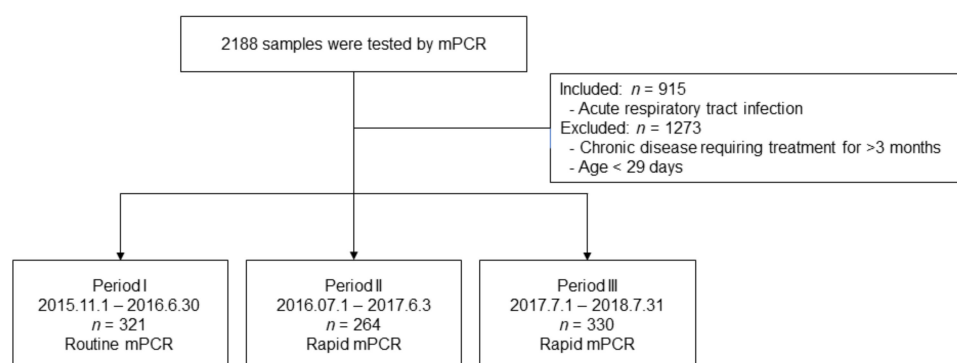 2188 samples were tested by mPCR
Included: n = 915
- Acute respiratory tract infection
Excluded: n = 1273
- Chronic disease requiring treatment for >3 months
- Age < 29 days
Period I
2015.11.1 – 2016.6.30
n = 321
Routine mPCR
Period II
2016.07.1 – 2017.6.3
n = 264
Rapid mPCR
Period III
2017.7.1 – 2018.7.31
n = 330
Rapid mPCR